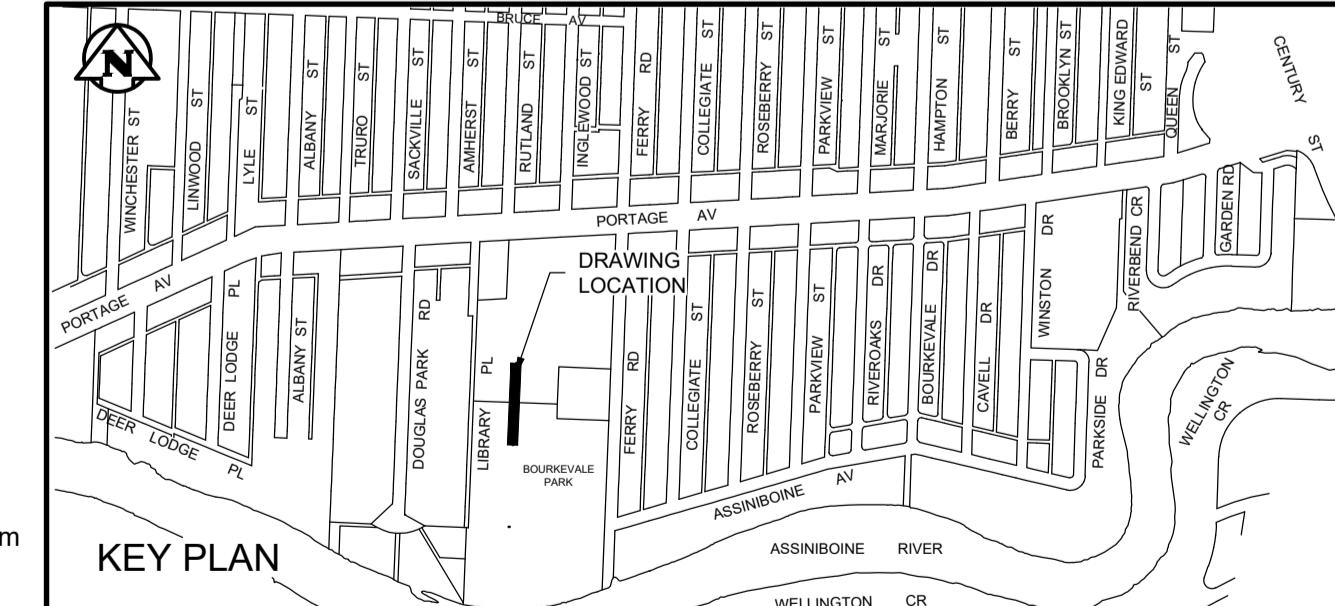 BRUCE AV
N
WINCHESTER ST
LINWOOD ST
LYLE ST
ALBANY ST
TRURO ST
SACKVILLE ST
AMHERST ST
RUTLAND ST
INGLEWOOD ST
FERRY RD
COLLEGIATE ST
ROSEBERRY ST
PARKVIEW ST
MARJORIE ST
HAMPTON ST
BERRY ST
BROOKLYN ST
KING EDWARD ST
QUEEN ST
CENTURY ST
PORTAGE AV
PORTAGE AV
DRAWING
LOCATION
DEER LODGE PL
ALBANY ST
DOUGLAS PARK RD
LIBRARY PL
FERRY RD
COLLEGIATE ST
ROSEBERRY ST
PARKVIEW ST
RIVEROAKS DR
BOURKEVALE DR
CAVELL DR
WINSTON DR
RIVERBEND CR
GARDEN RD
PARKSIDE DR
WELLINGTON
CR
DEER LODGE PL
BOURKEVALE
PARK
ASSINIBOINE AV
m
KEY PLAN
ASSINIBOINE RIVER
WELLINGTON CR